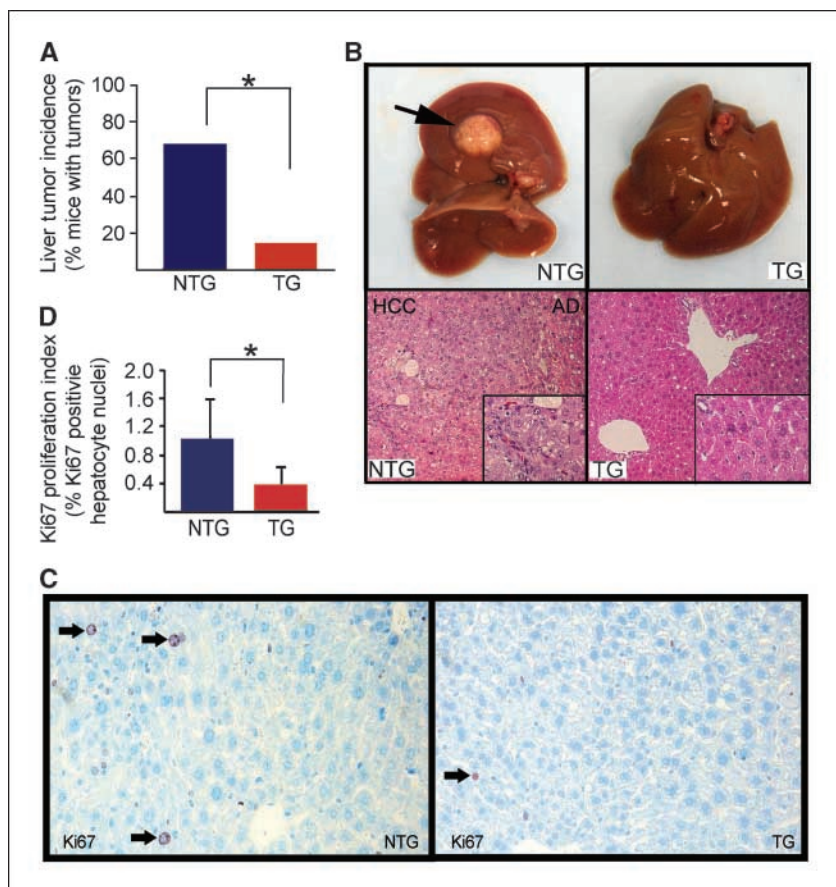 A
Liver tumor incidence
(% mice with tumors)
100
80
60
40
20
*
NTG
TG
B
NTG
TG
HCC
AD
NTG
TG
D
Ki67 proliferation index
(% Ki67 positivie
hepatocyte nuclei)
2.0
1.6
1.2
0.8
0.4
*
NTG
TG
C
Ki67
NTG
Ki67
TG